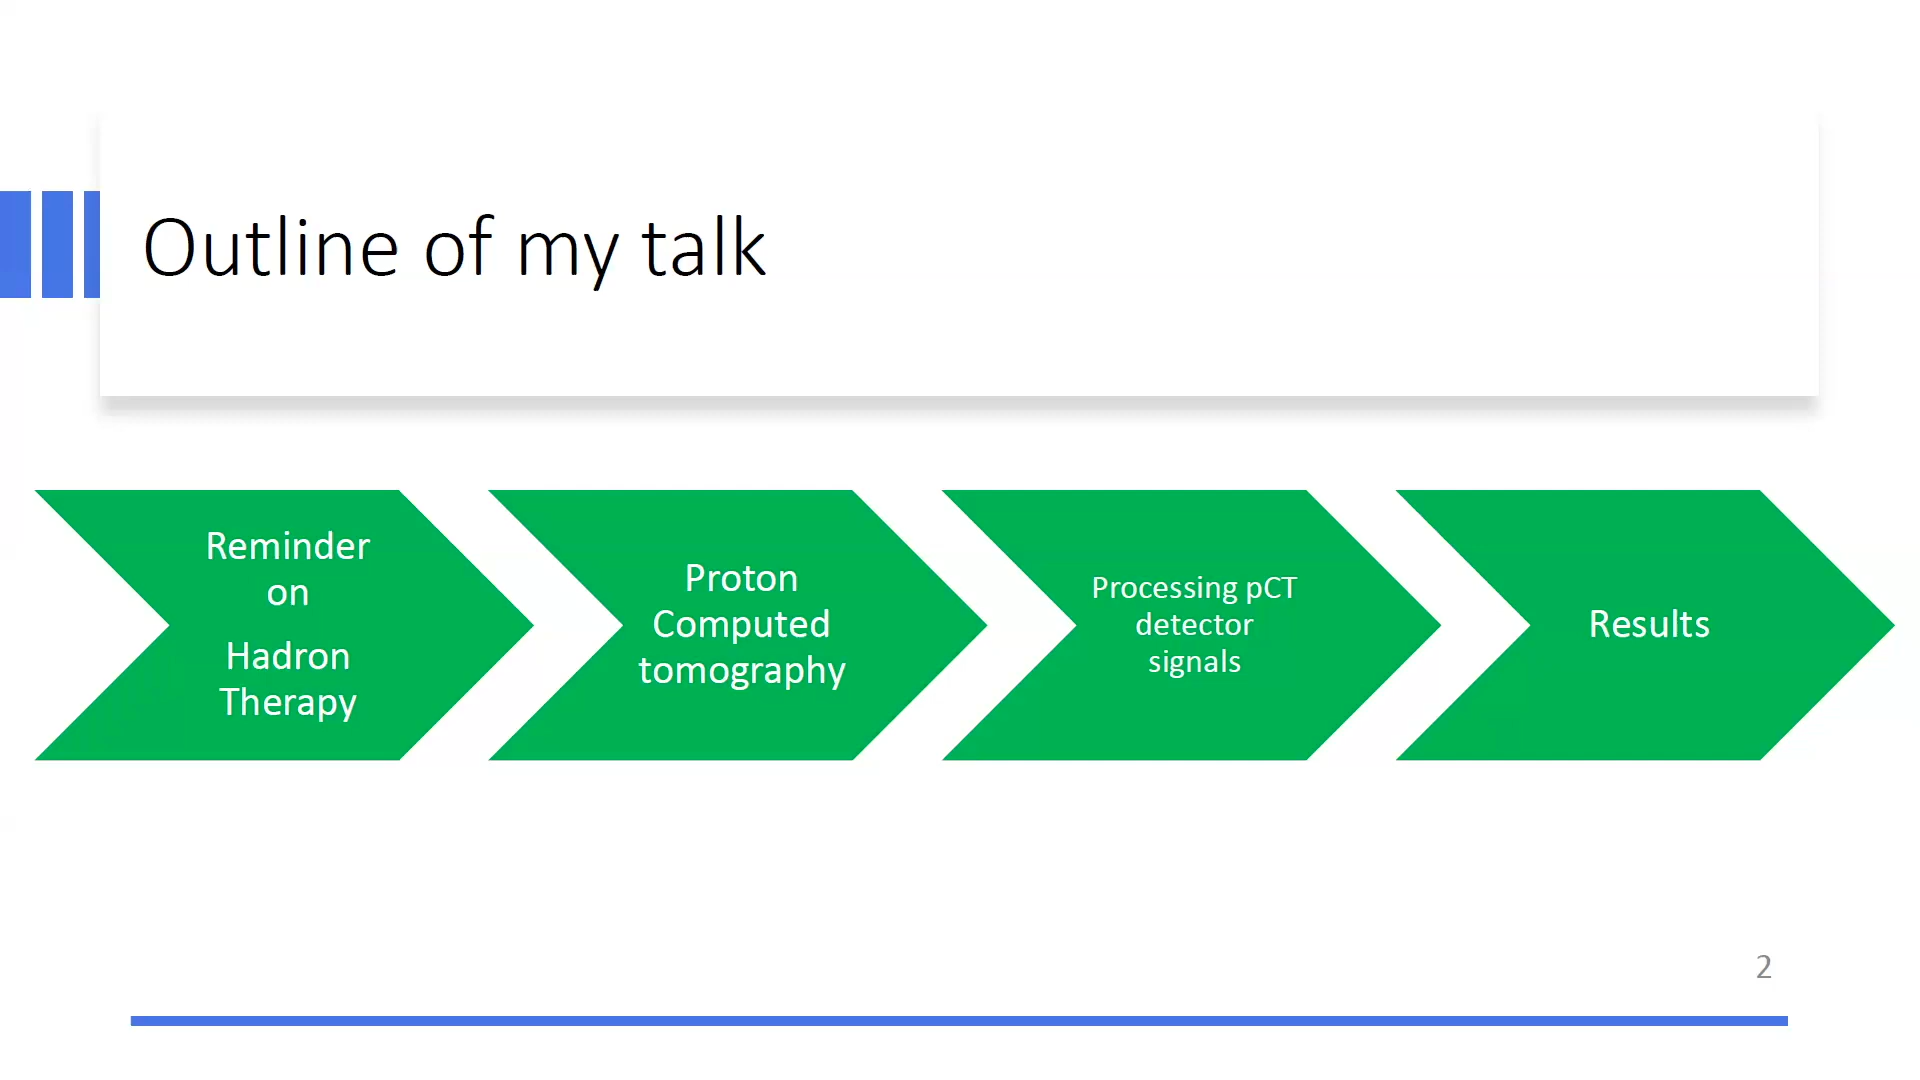 Outline of my talk
Reminder
on
Hadron
Therapy
Proton
Computed
tomography
Processing pCT
detector
signals
Results
2